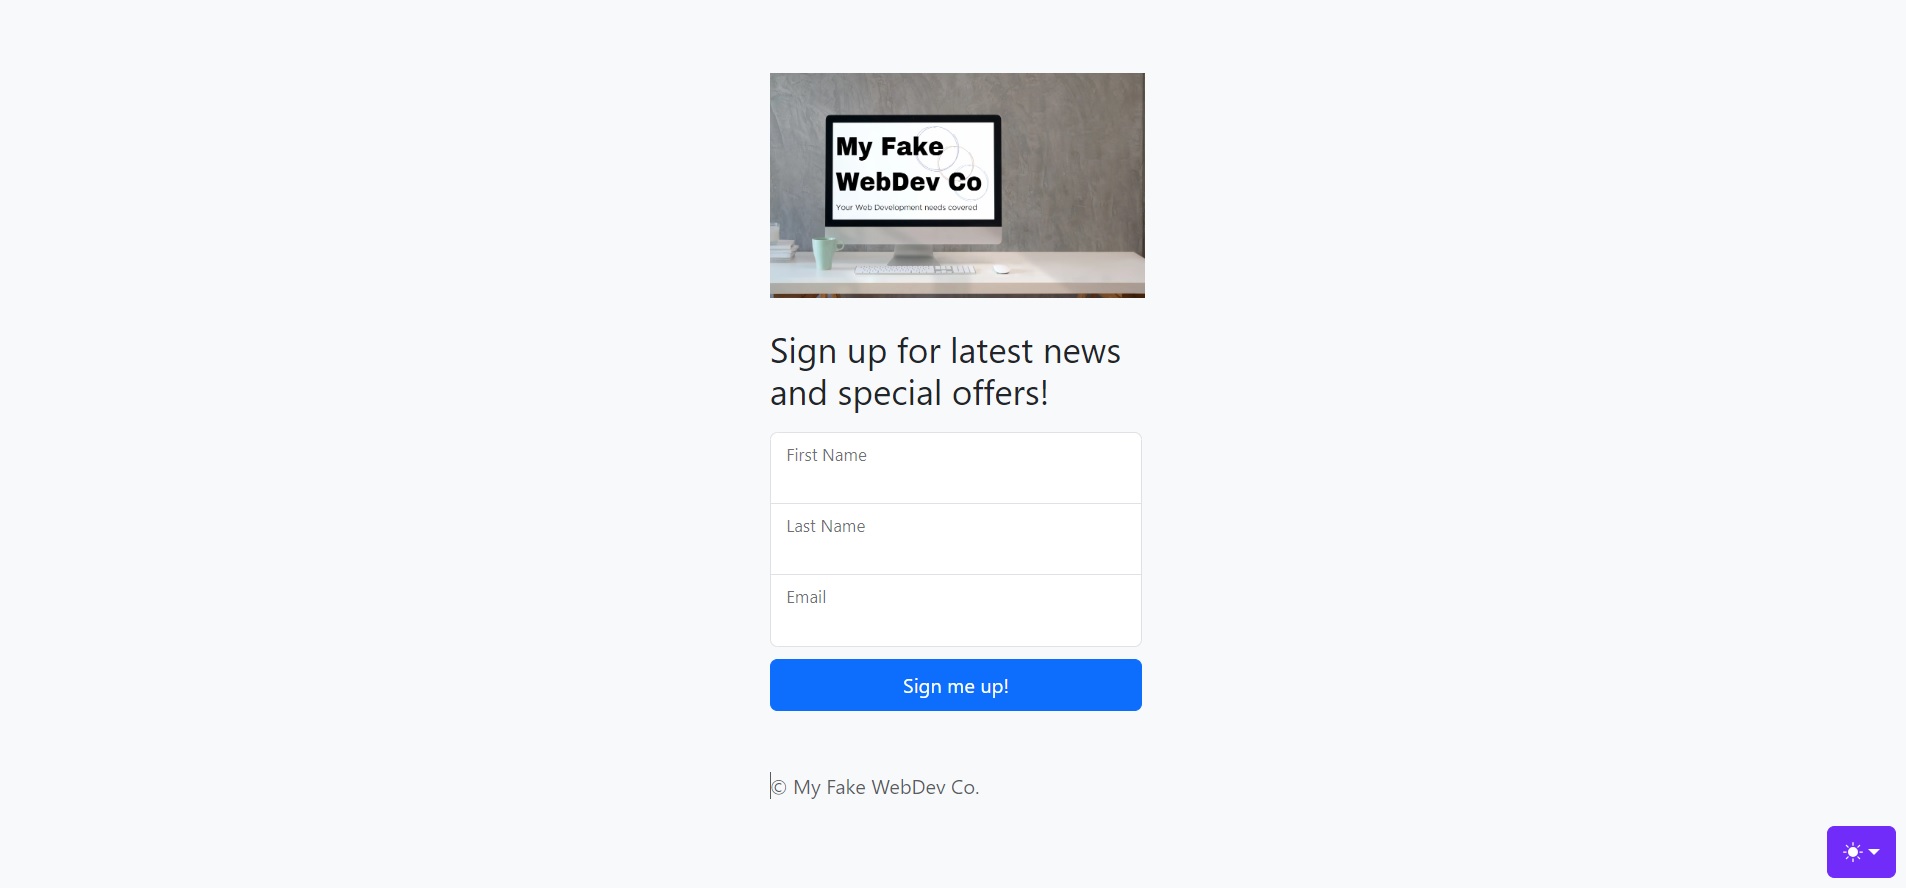 My Fake
WebDev Co
Your Web Development needs covered
Sign up for latest news
and special offers!
First Name
Last Name
Email
Sign me up!
© My Fake WebDev Co.